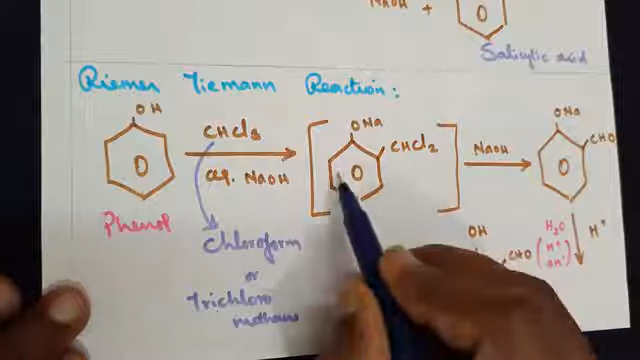 NaOH +
Salicylic acid
Riemer Tiemann Reaction:
OH
CHCl3
aq. NaOH
Phenol
ONa
CHCl2
NaOH
ONa
CHO
Chloroform
or
Trichloro
methane
OH
CHO
H2O
H+